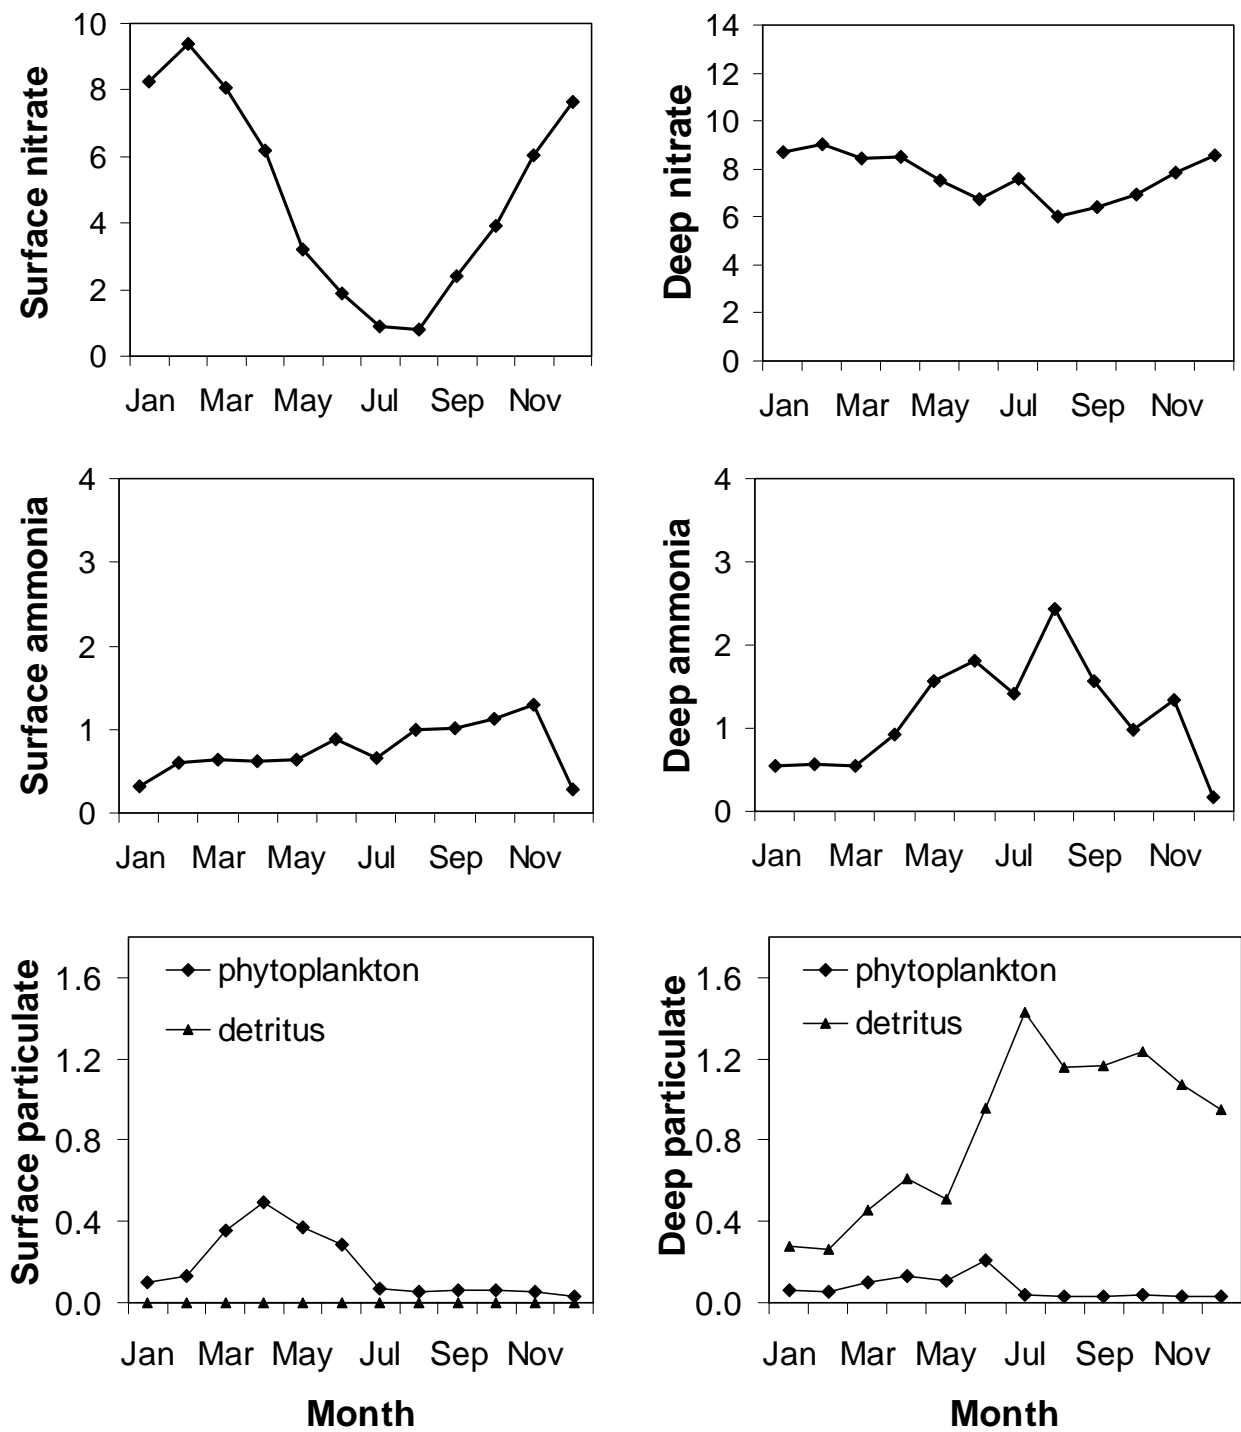 Surface nitrate
10
8
6
4
2
0
Jan Mar May Jul Sep Nov
Deep nitrate
14
12
10
8
6
4
2
0
Jan Mar May Jul Sep Nov
Surface ammonia
4
3
2
1
0
Jan Mar May Jul Sep Nov
Deep ammonia
4
3
2
1
0
Jan Mar May Jul Sep Nov
Surface particulate
1.6
1.2
0.8
0.4
0.0
phytoplankton
detritus
Jan Mar May Jul Sep Nov
Month
Deep particulate
1.6
1.2
0.8
0.4
0.0
phytoplankton
detritus
Jan Mar May Jul Sep Nov
Month